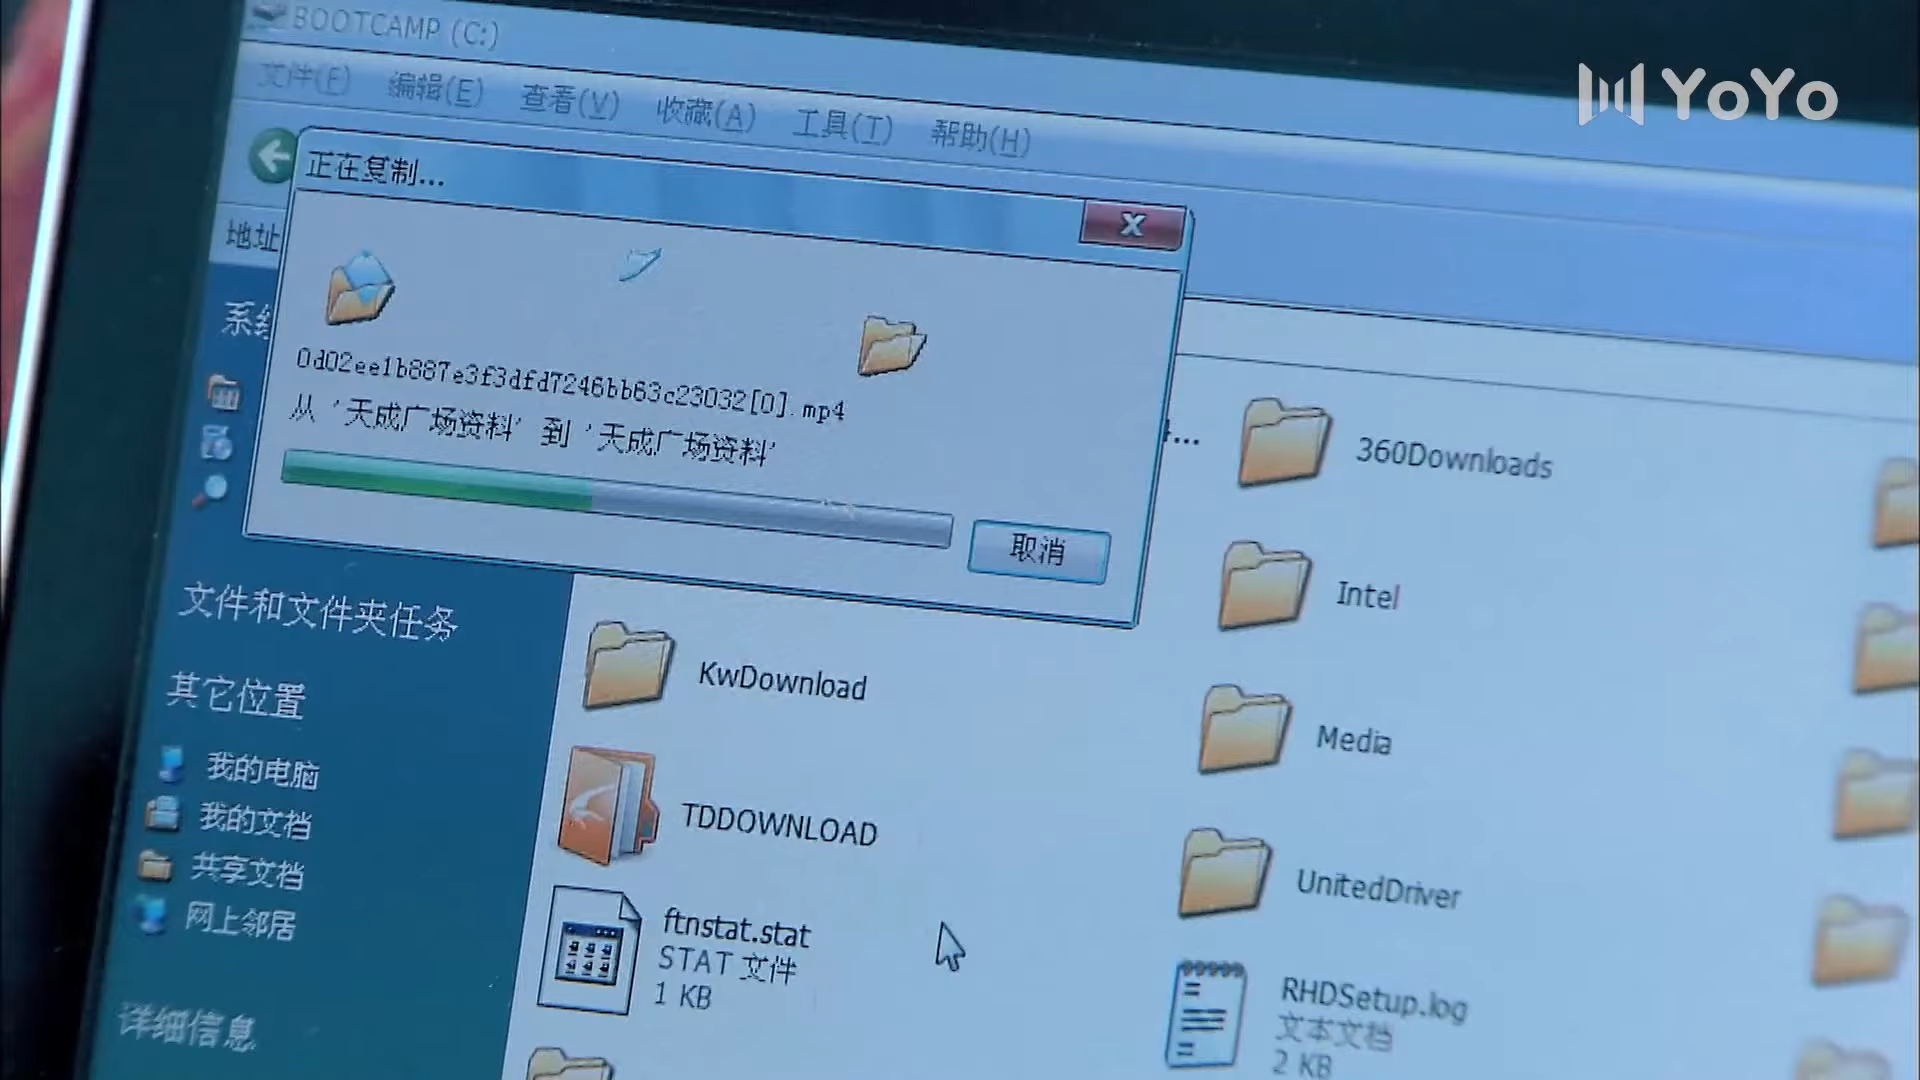 BOOTCAMP (C:)
YOYO
文件(F) 编辑(E) 查看(V) 收藏(A) 工具(T) 帮助(H)
正在复制...
地址
0d02ee1b887e3f3dfd7246bb63c23032[0].mp4
从 '天成广场资料' 到 '天成广场资料'
取消
360Downloads
Intel
文件和文件夹任务
KwDownload
其它位置
Media
我的电脑
我的文档
TDDOWNLOAD
共享文档
UnitedDriver
网上邻居
ftnstat.stat
STAT 文件
1 KB
RHDSetup.log
文本文档
2 KB
详细信息